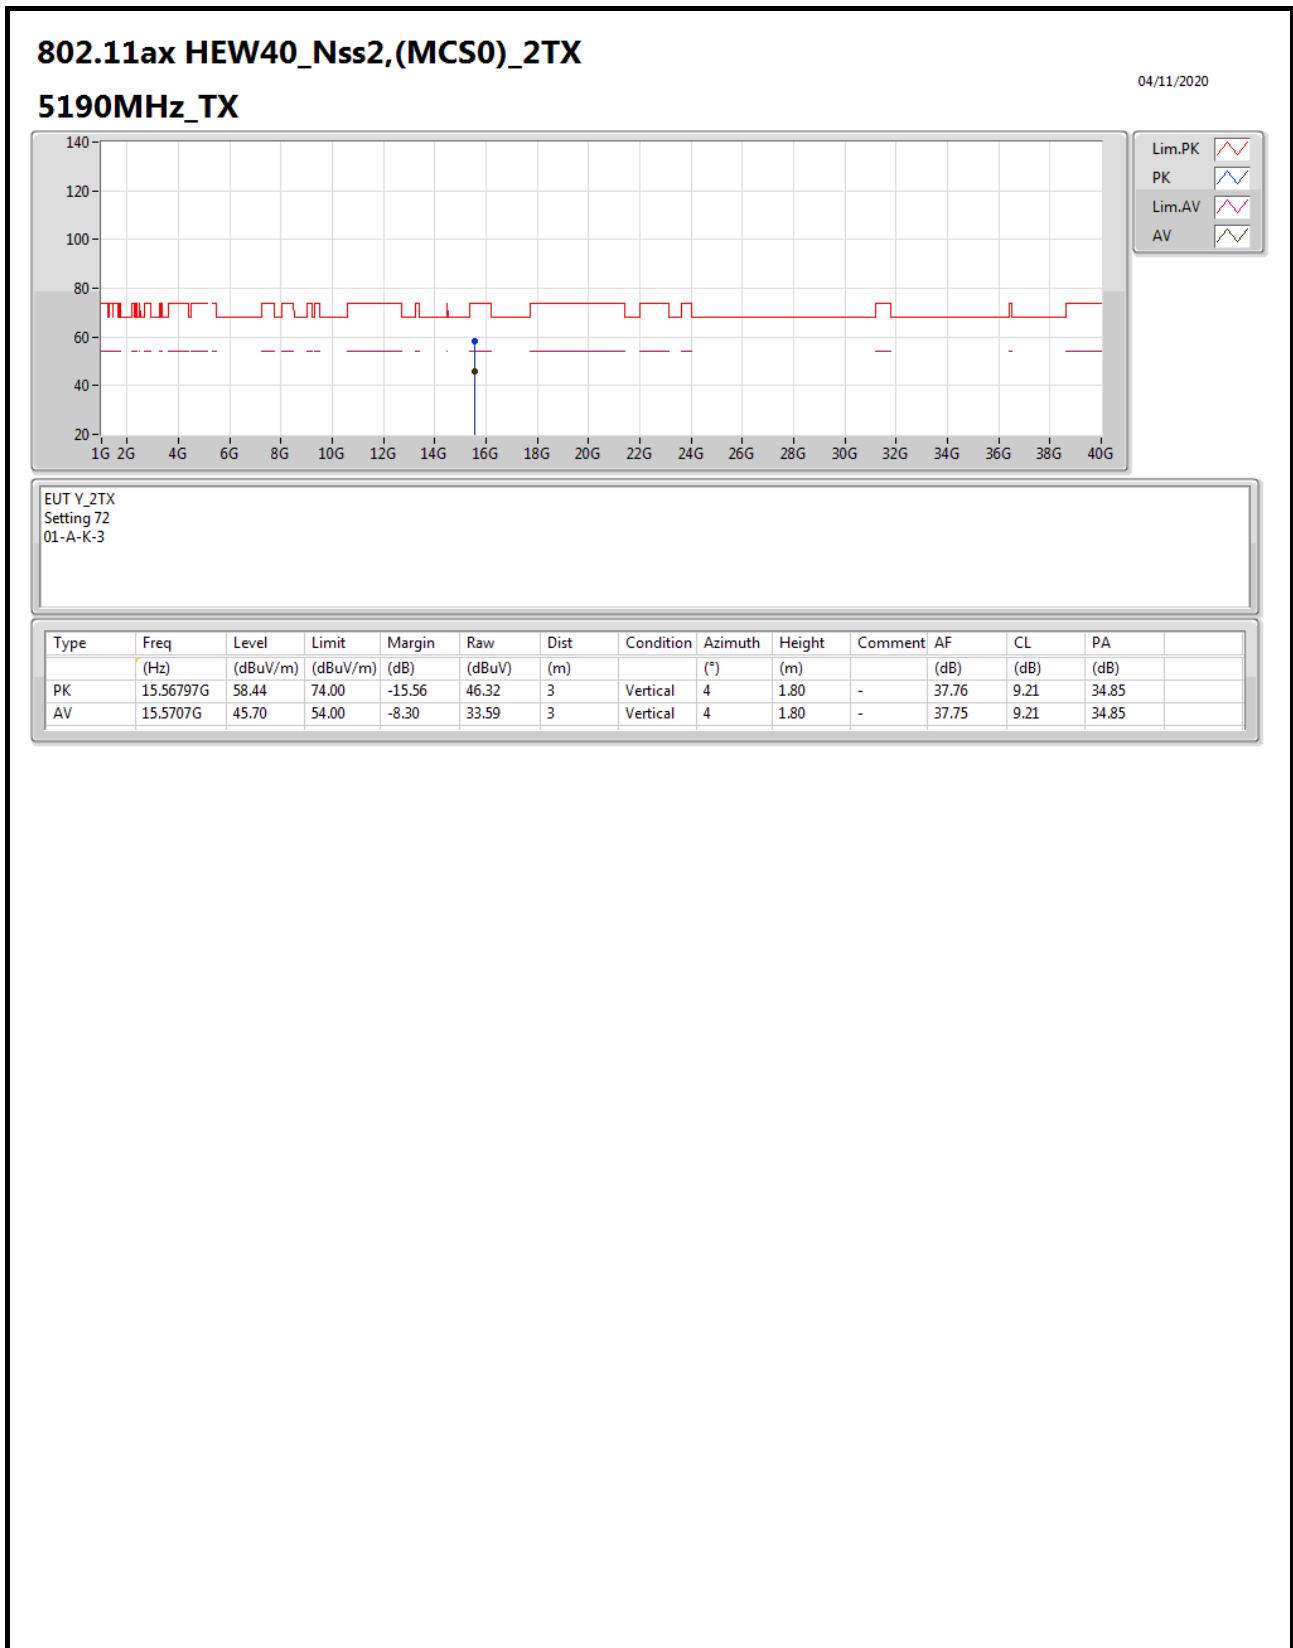 802.11ax HEW40_Nss2,(MCS0)_2TX
04/11/2020
5190MHz_TX
140
120
100
80
60
40
20
1G 2G 4G 6G 8G 10G 12G 14G 16G 18G 20G 22G 24G 26G 28G 30G 32G 34G 36G 38G 40G
Lim.PK
PK
Lim.AV
AV
EUT Y_2TX
Setting 72
01-A-K-3
Type Freq Level Limit Margin Raw Dist Condition Azimuth Height Comment AF CL PA
(Hz) (dBuV/m) (dBuV/m) (dB) (dBuV) (m) (°) (m) (dB) (dB) (dB)
PK 15.56797G 58.44 74.00 -15.56 46.32 3 Vertical 4 1.80 - 37.76 9.21 34.85
AV 15.5707G 45.70 54.00 -8.30 33.59 3 Vertical 4 1.80 - 37.75 9.21 34.85